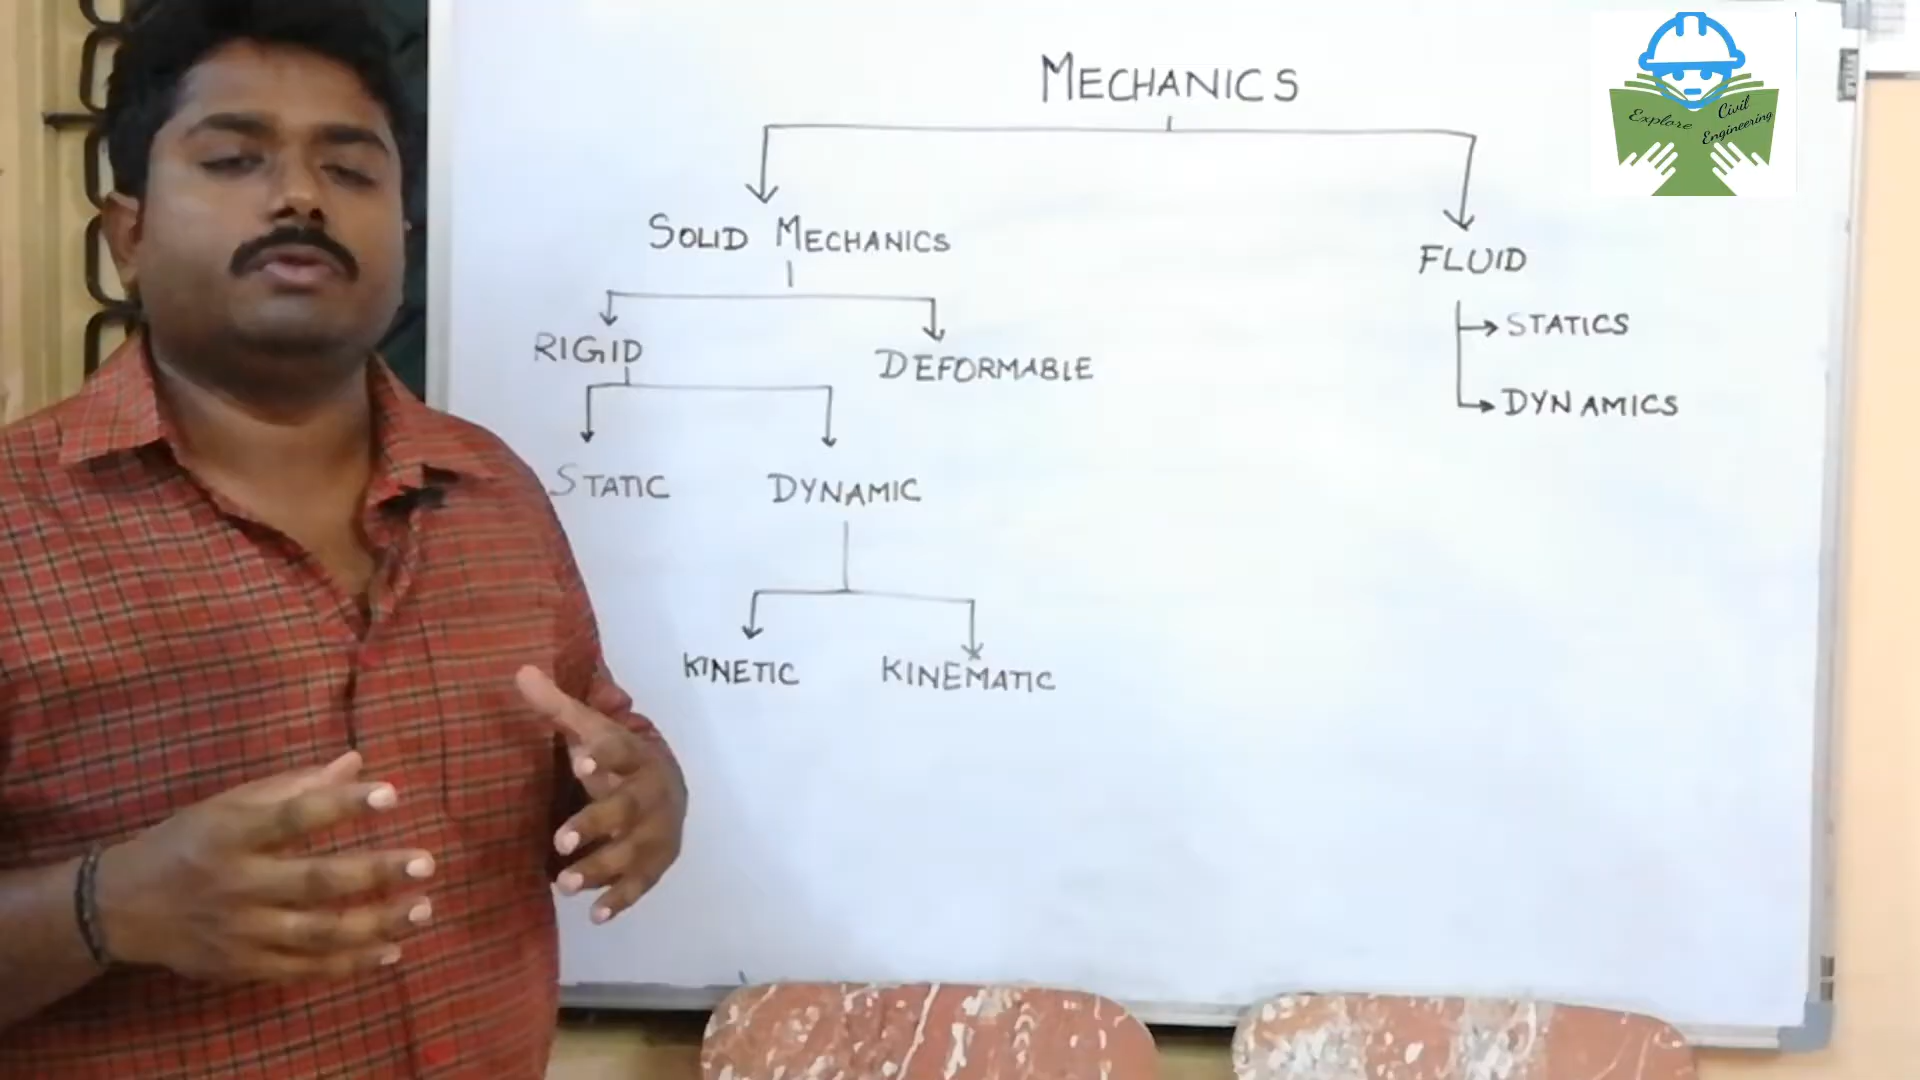 MECHANICS
Explore Civil Engineering
SOLID MECHANICS
FLUID
STATICS
RIGID
DEFORMABLE
DYNAMICS
STATIC
DYNAMIC
KINETIC
KINEMATIC